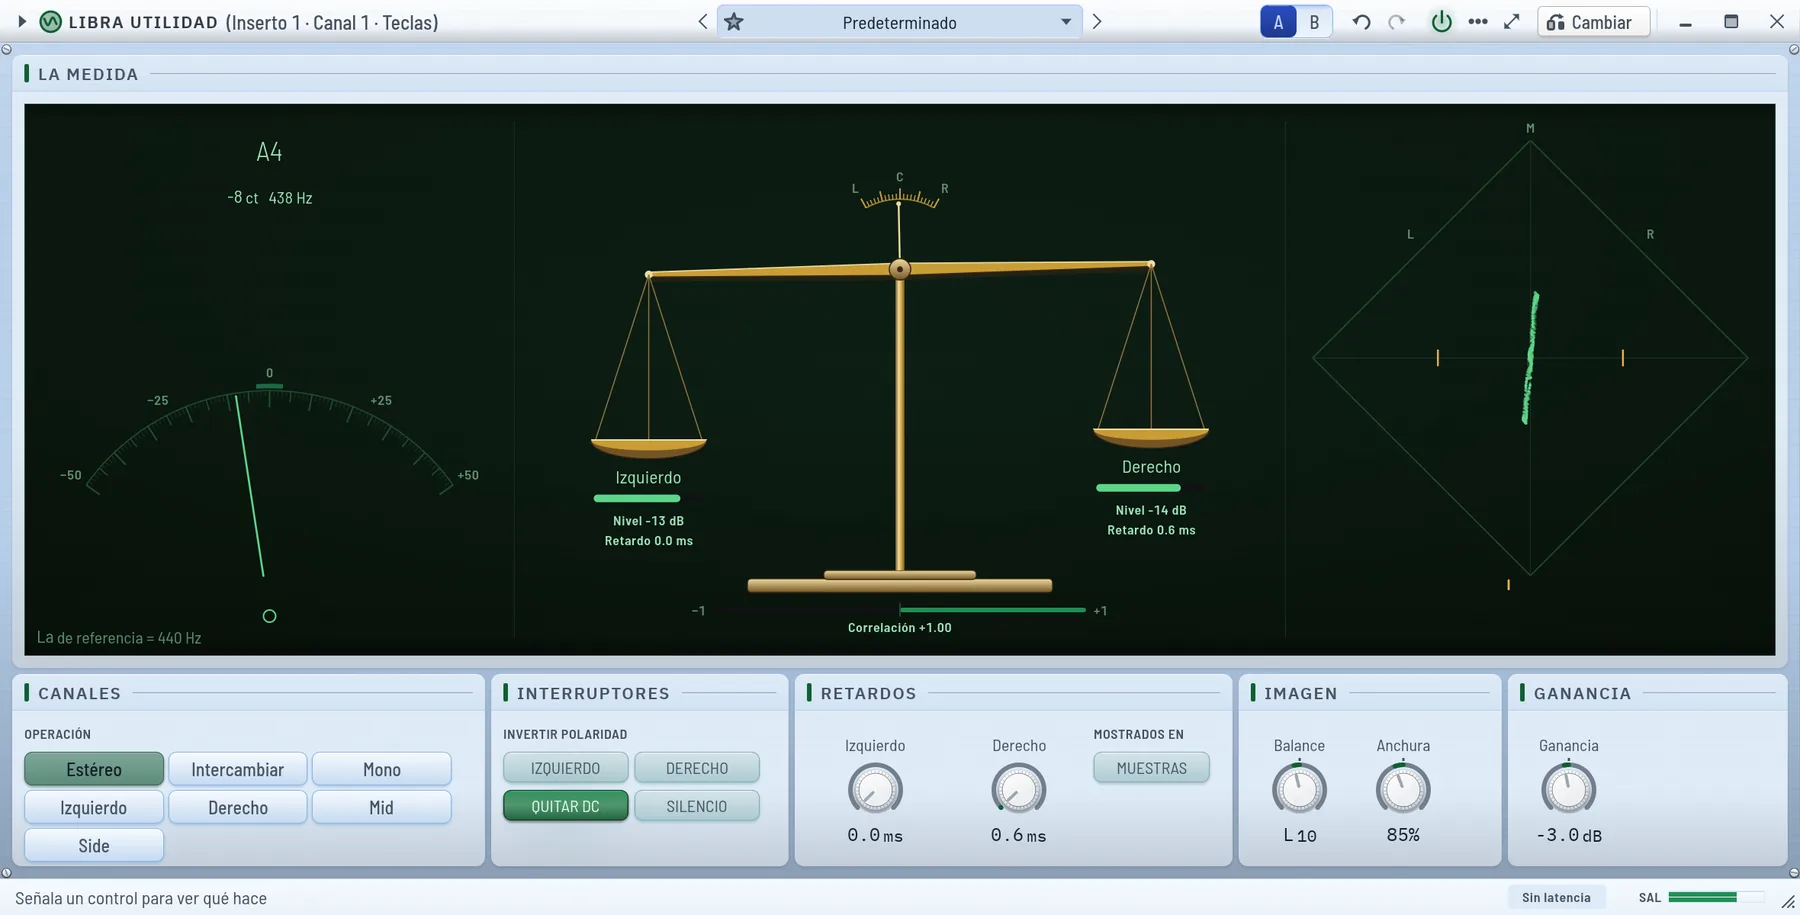 LIBRA UTILIDAD (Inserto 1 · Canal 1 · Teclas)
Predeterminado
A B
Cambiar
LA MEDIDA
A4
-8 ct 438 Hz
−50 −25 0 +25 +50
La de referencia = 440 Hz
L C R
Izquierdo
Nivel -13 dB
Retardo 0.0 ms
Derecho
Nivel -14 dB
Retardo 0.6 ms
−1 +1
Correlación +1.00
M
L R
CANALES
OPERACIÓN
Estéreo Intercambiar Mono
Izquierdo Derecho Mid
Side
INTERRUPTORES
INVERTIR POLARIDAD
IZQUIERDO DERECHO
QUITAR DC SILENCIO
RETARDOS
Izquierdo Derecho
0.0 ms 0.6 ms
MOSTRADOS EN
MUESTRAS
IMAGEN
Balance Anchura
L 10 85%
GANANCIA
Ganancia
-3.0 dB
Señala un control para ver qué hace
Sin latencia
SAL